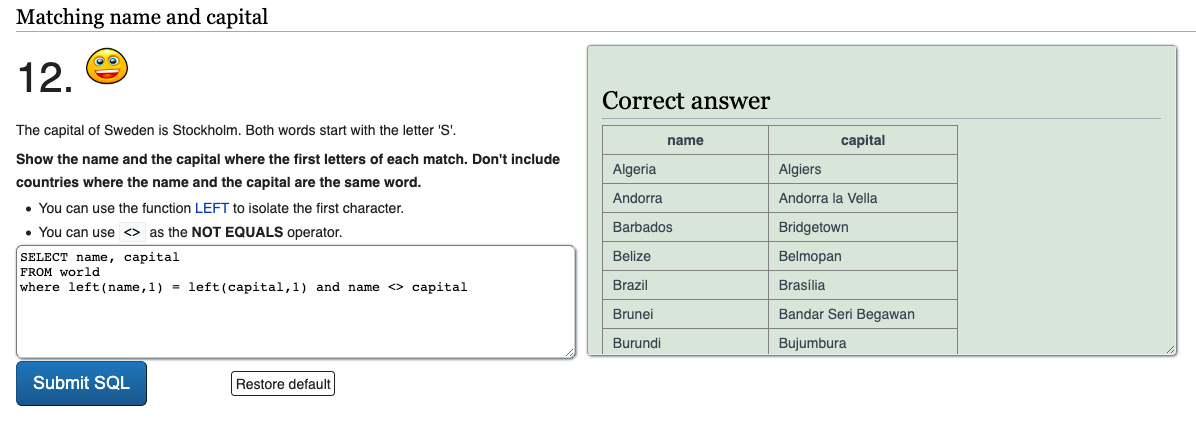 Matching name and capital
12.
The capital of Sweden is Stockholm. Both words start with the letter 'S'.
Show the name and the capital where the first letters of each match. Don't include
countries where the name and the capital are the same word.
• You can use the function LEFT to isolate the first character.
• You can use <> as the NOT EQUALS operator.
SELECT name, capital
FROM world
where left(name,1) = left(capital,1) and name <> capital
Submit SQL
Restore default
Correct answer
name capital
Algeria Algiers
Andorra Andorra la Vella
Barbados Bridgetown
Belize Belmopan
Brazil Brasília
Brunei Bandar Seri Begawan
Burundi Bujumbura